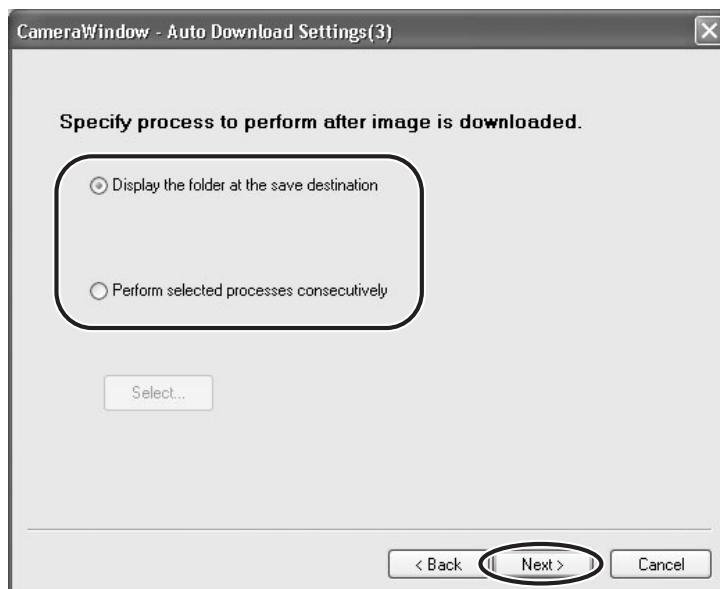 CameraWindow - Auto Download Settings(3)
Specify process to perform after image is downloaded.
Display the folder at the save destination
Perform selected processes consecutively
Select...
< Back Next > Cancel